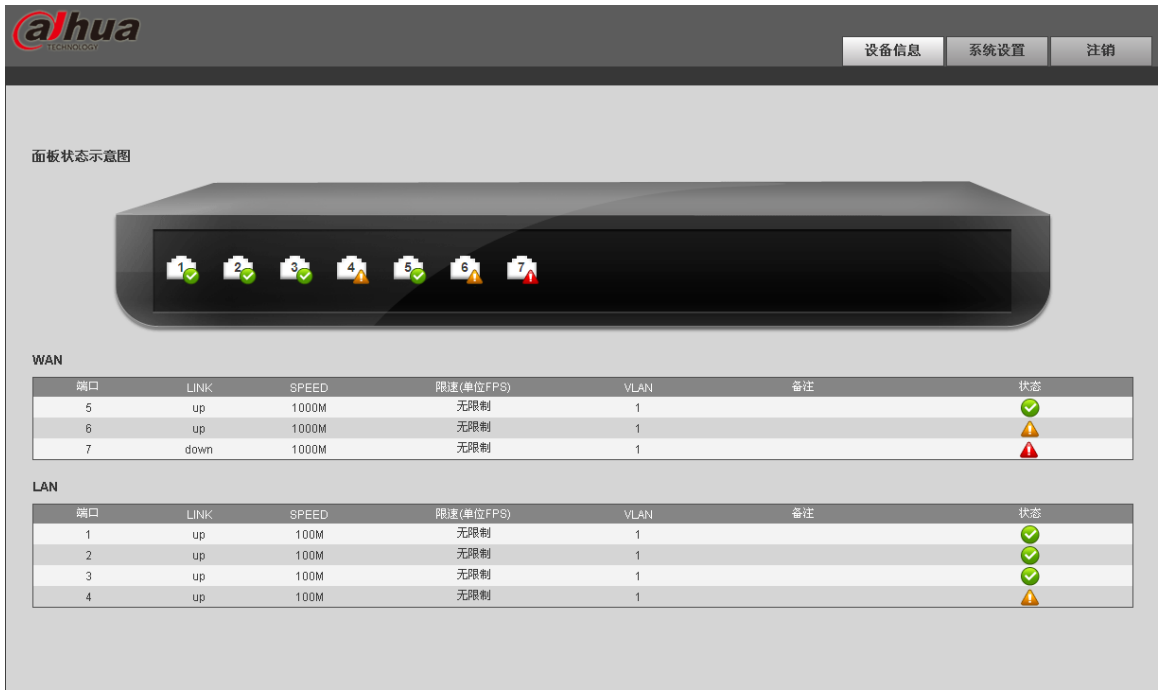 alhua
TECHNOLOGY
设备信息 系统设置 注销
面板状态示意图
1 2 3 4 5 6 7
WAN
端口 LINK SPEED 限速(单位FPS) VLAN 备注 状态
5 up 1000M 无限制 1
6 up 1000M 无限制 1
7 down 1000M 无限制 1
LAN
端口 LINK SPEED 限速(单位FPS) VLAN 备注 状态
1 up 100M 无限制 1
2 up 100M 无限制 1
3 up 100M 无限制 1
4 up 100M 无限制 1